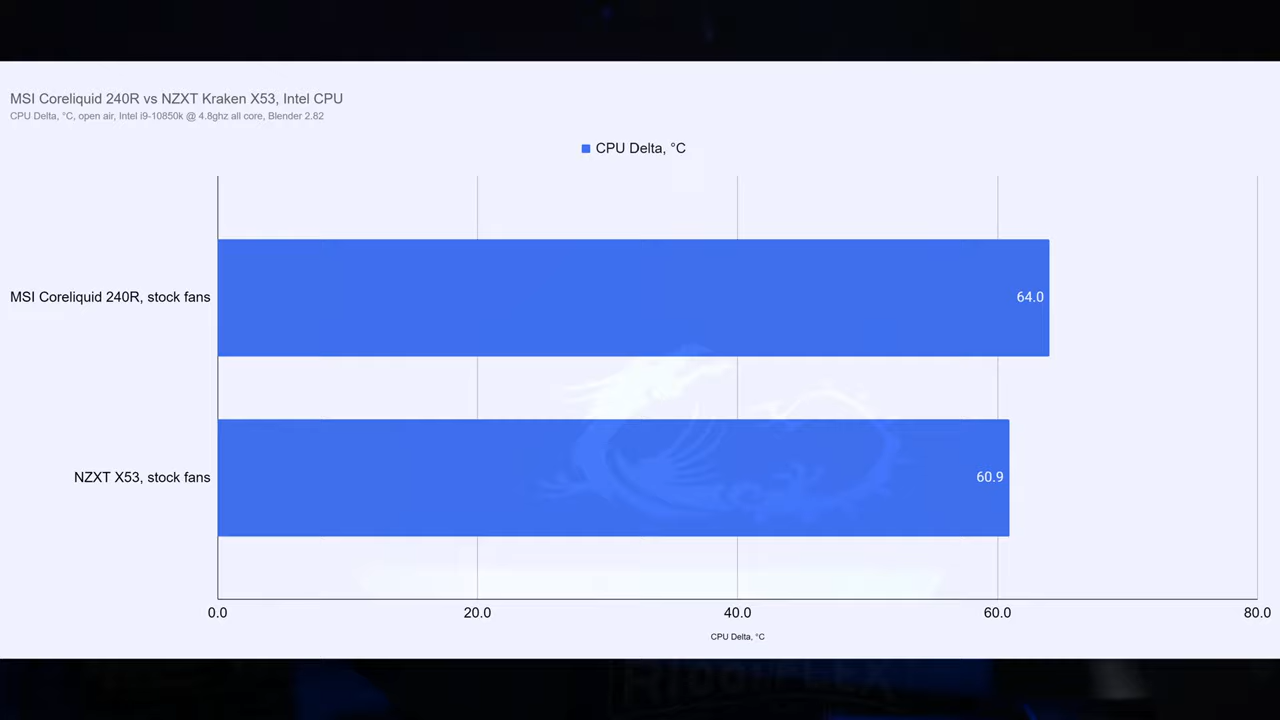 MSI Coreliquid 240R vs NZXT Kraken X53, Intel CPU
CPU Delta, °C, open air, Intel i9-10850k @ 4.8ghz all core, Blender 2.82
CPU Delta, °C
MSI Coreliquid 240R, stock fans
64.0
NZXT X53, stock fans
60.9
0.0 20.0 40.0 60.0 80.0
CPU Delta, °C